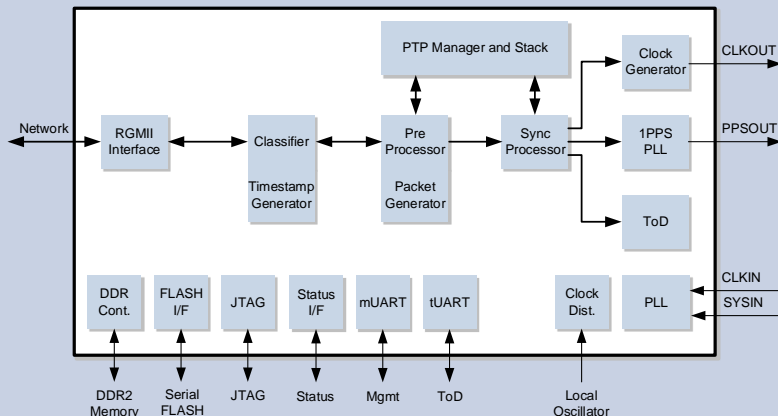 PTP Manager and Stack
Clock
Generator
CLKOUT
Network
RGMII
Interface
Classifier
Timestamp
Generator
Pre
Processor
Packet
Generator
Sync
Processor
1PPS
PLL
PPSOUT
ToD
DDR
Cont.
FLASH
I/F
JTAG
Status
I/F
mUART
tUART
Clock
Dist.
PLL
CLKIN
SYSIN
DDR2
Memory
Serial
FLASH
JTAG
Status
Mgmt
ToD
Local
Oscillator